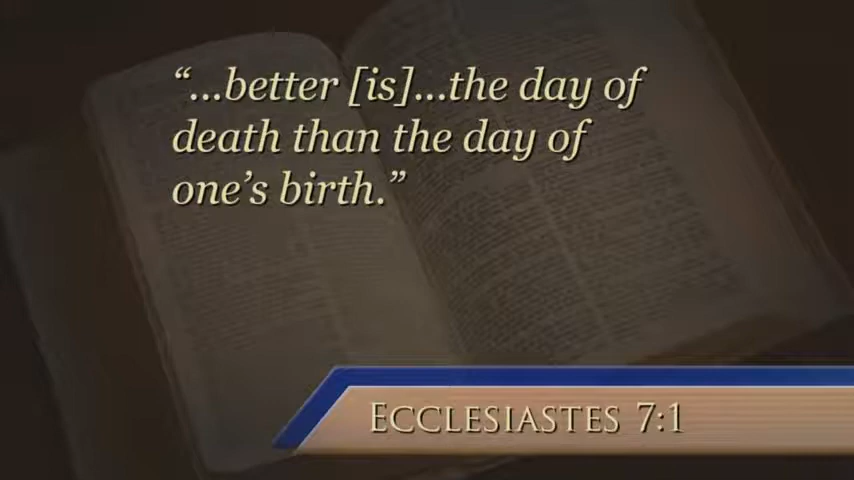 “...better [is]...the day of
death than the day of
one’s birth.”
ECCLESIASTES 7:1